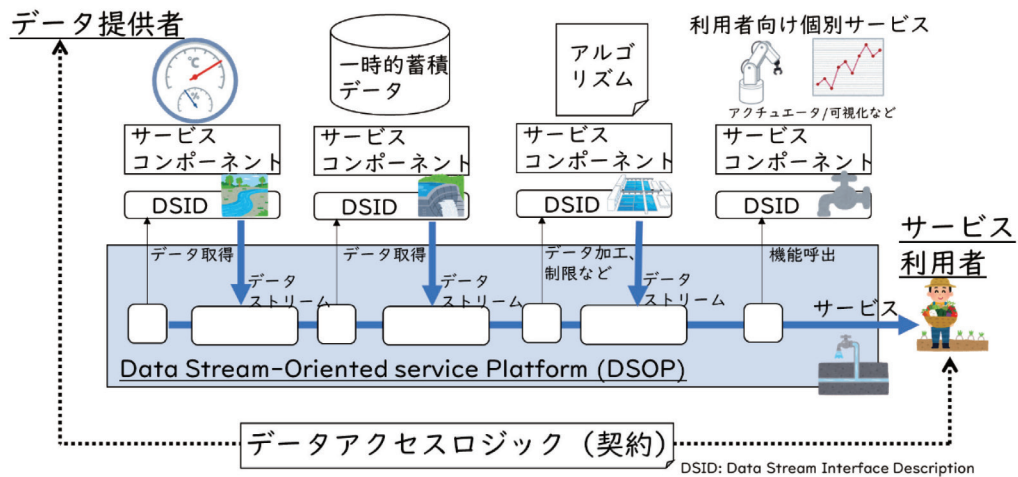 データ提供者
℃
%
一時的蓄積
データ
アルゴ
リズム
利用者向け個別サービス
アクチュエータ/可視化など
サービス
コンポーネント
サービス
コンポーネント
サービス
コンポーネント
サービス
コンポーネント
DSID
DSID
DSID
DSID
データ取得
データ取得
データ加工、
制限など
機能呼出
データ
ストリーム
データ
ストリーム
データ
ストリーム
サービス
利用者
サービス
Data Stream-Oriented service Platform (DSOP)
データアクセスロジック（契約）
DSID: Data Stream Interface Description